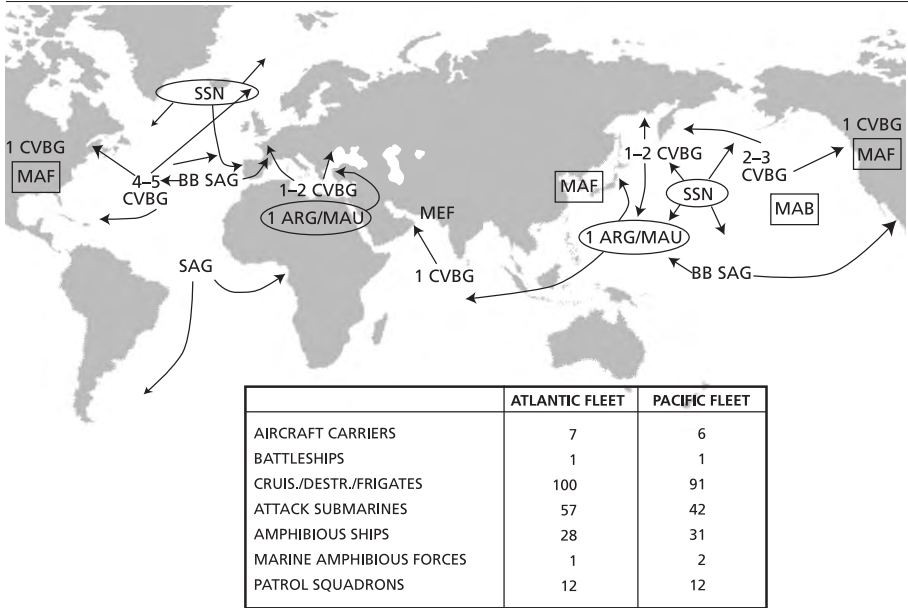 SSN
1 CVBG
MAF
4–5
CVBG
BB SAG
1–2 CVBG
1 ARG/MAU
SAG
MEF
1 CVBG
MAF
1–2 CVBG
SSN
1 ARG/MAU
2–3
CVBG
MAB
BB SAG
1 CVBG
MAF
ATLANTIC FLEET PACIFIC FLEET
AIRCRAFT CARRIERS 7 6
BATTLESHIPS 1 1
CRUIS./DESTR./FRIGATES 100 91
ATTACK SUBMARINES 57 42
AMPHIBIOUS SHIPS 28 31
MARINE AMPHIBIOUS FORCES 1 2
PATROL SQUADRONS 12 12